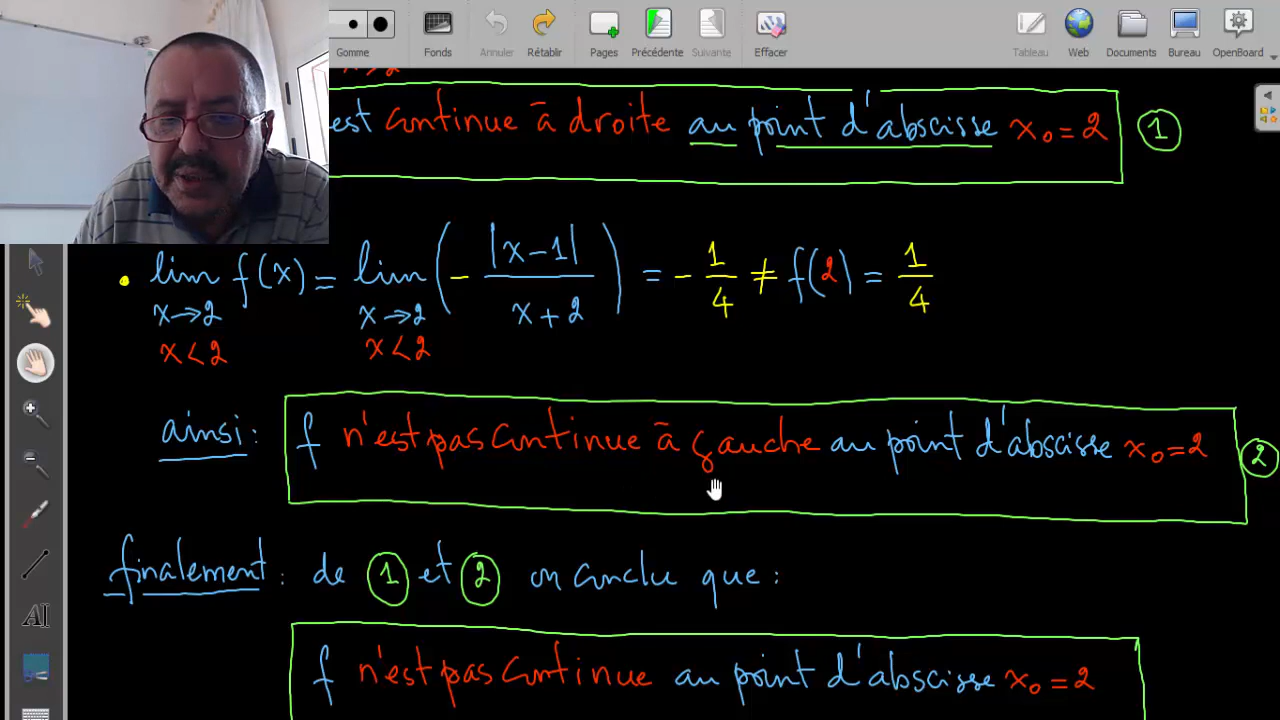 Gomme Fonds Annuler Rétablir Pages Précédente Suivante Effacer Tableau Web Documents Bureau OpenBoard
est continue à droite au point d'abscisse x₀ = 2 ①
• lim f(x) = lim (- |x-1| / x+2) = - 1/4 ≠ f(2) = 1/4
x→2 x→2
x<2 x<2
ainsi: f n'est pas continue à gauche au point d'abscisse x₀=2 ②
finalement: de ① et ② on conclu que:
f n'est pas continue au point d'abscisse x₀ = 2